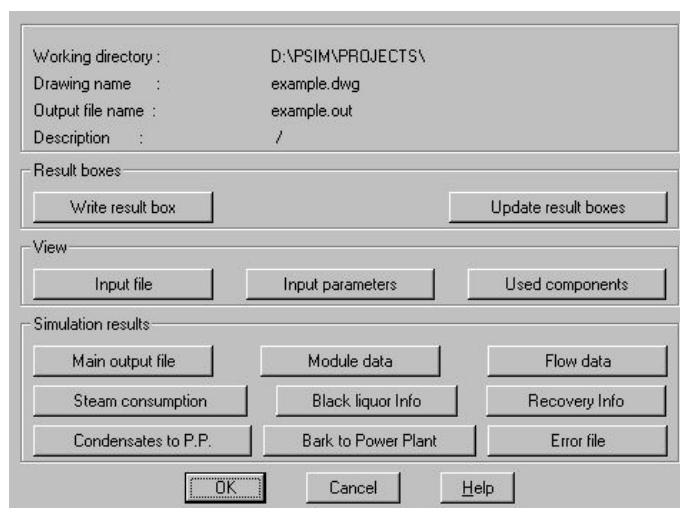 Working directory : D:\PSIM\PROJECTS\
Drawing name : example.dwg
Output file name : example.out
Description : /
Result boxes
Write result box Update result boxes
View
Input file Input parameters Used components
Simulation results
Main output file Module data Flow data
Steam consumption Black liquor Info Recovery Info
Condensates to P.P. Bark to Power Plant Error file
OK Cancel Help